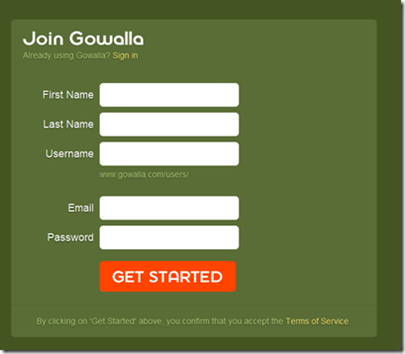 Join Gowalla
Already using Gowalla? Sign in
First Name
Last Name
Username
www.gowalla.com/users/
Email
Password
GET STARTED
By clicking on 'Get Started' above, you confirm that you accept the Terms of Service.